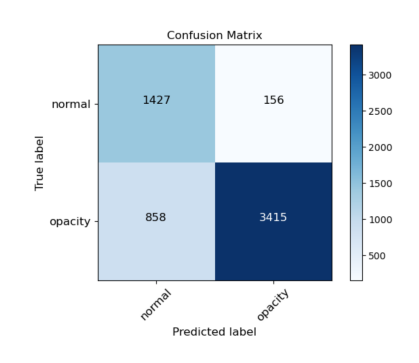 Confusion Matrix
normal
1427
156
3000
2500
2000
1500
True label
opacity
858
3415
1000
500
normal
opacity
Predicted label